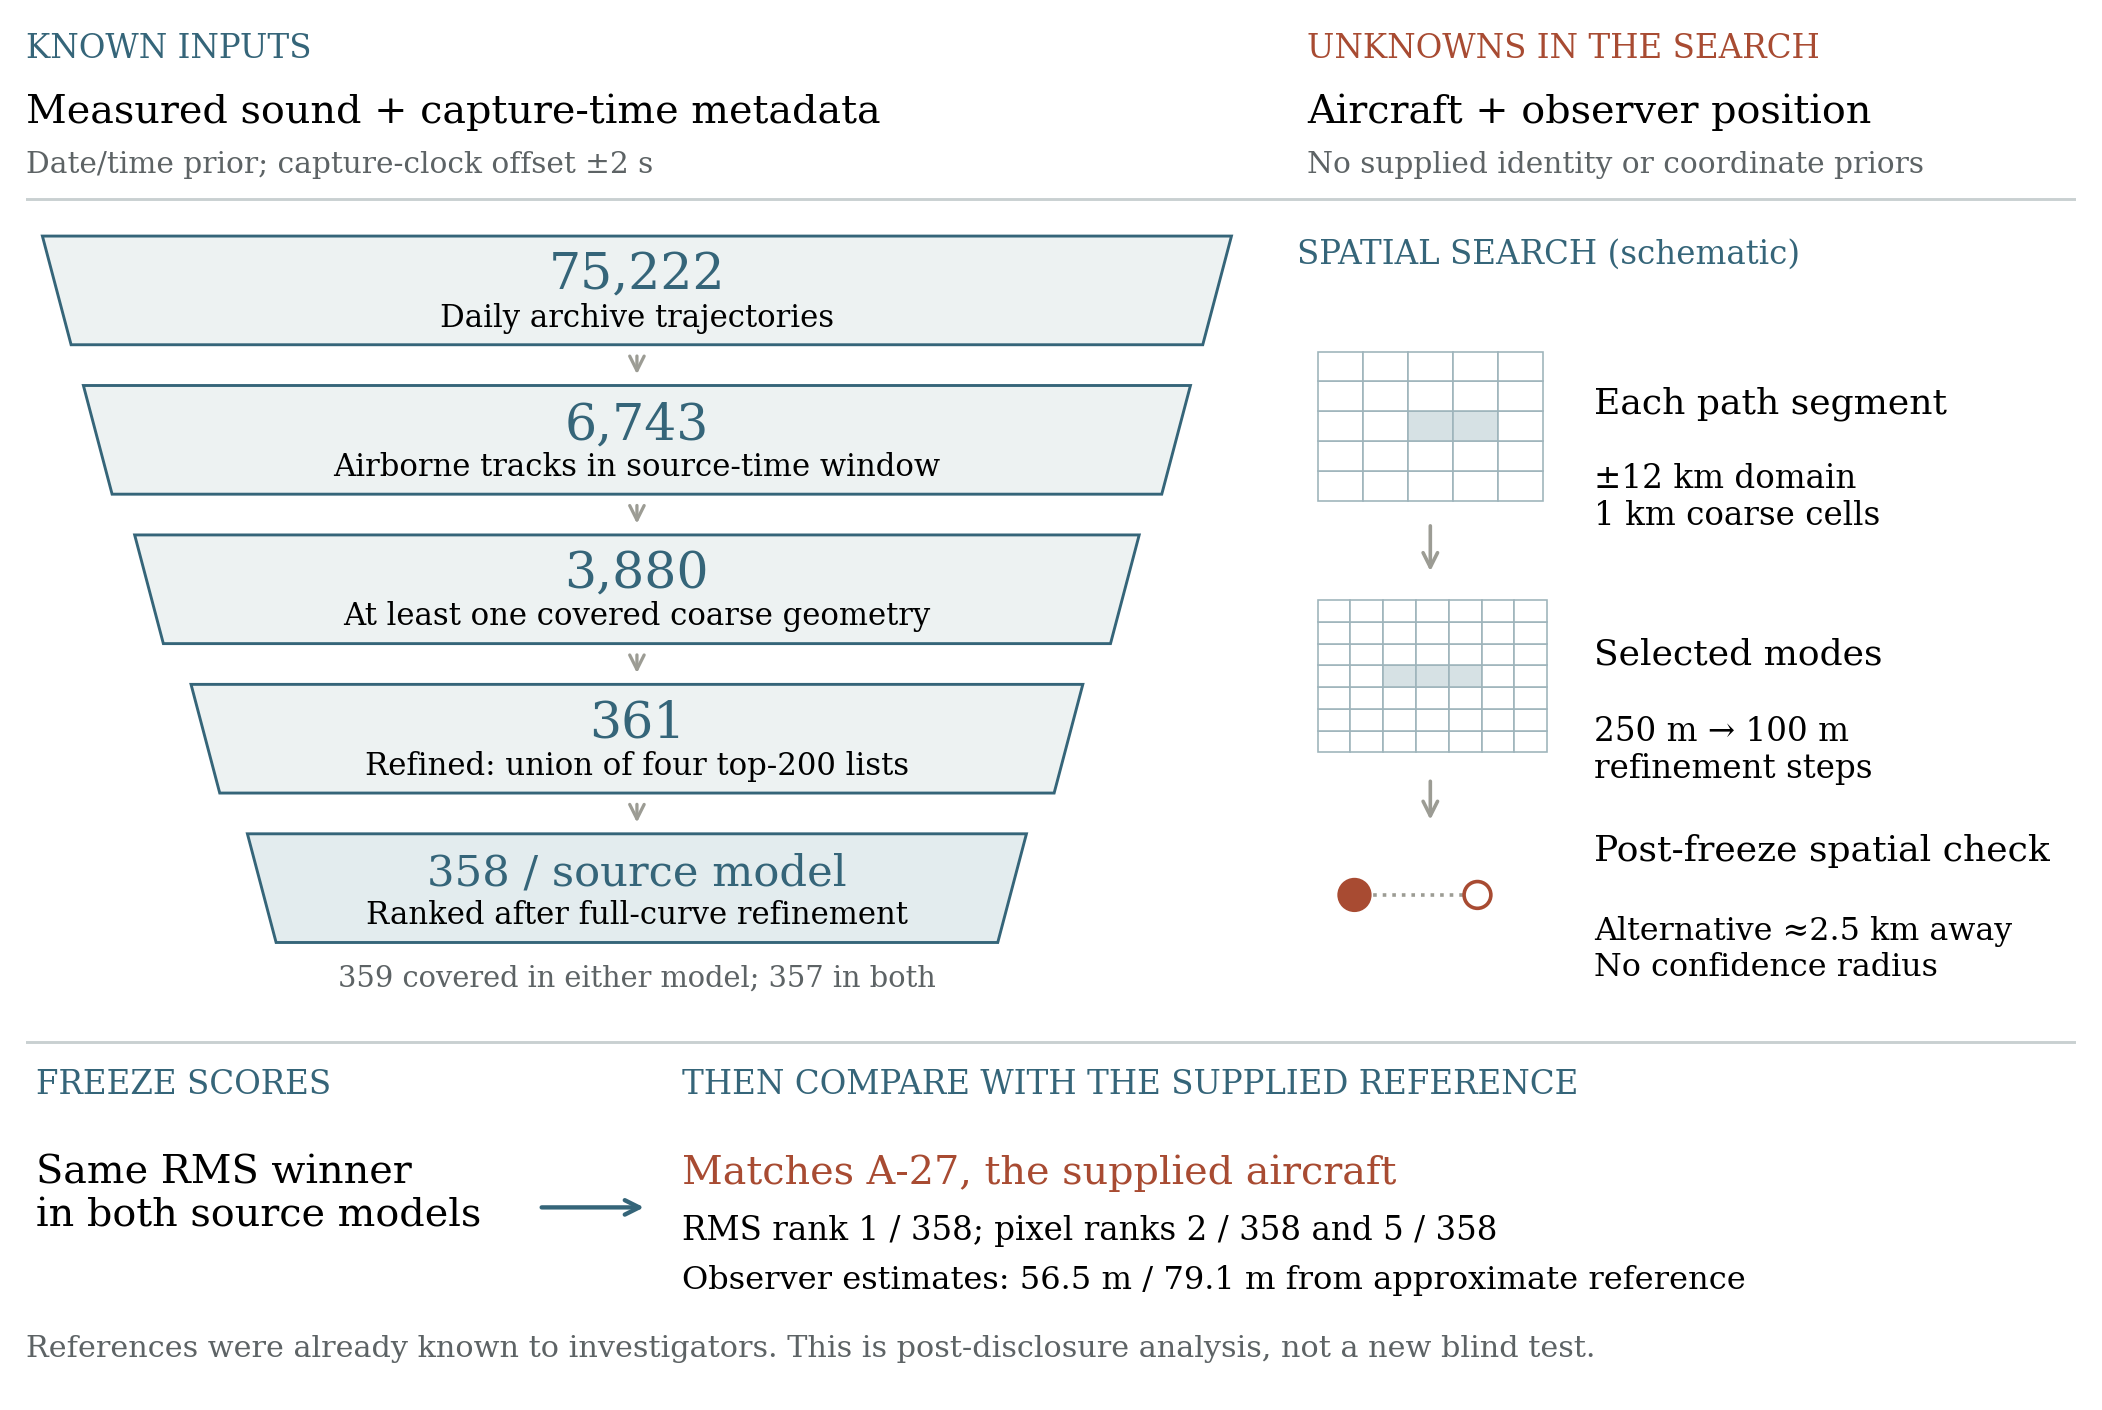 KNOWN INPUTS
Measured sound + capture-time metadata
Date/time prior; capture-clock offset ±2 s
UNKNOWNS IN THE SEARCH
Aircraft + observer position
No supplied identity or coordinate priors
75,222
Daily archive trajectories
6,743
Airborne tracks in source-time window
3,880
At least one covered coarse geometry
361
Refined: union of four top-200 lists
358 / source model
Ranked after full-curve refinement
359 covered in either model; 357 in both
SPATIAL SEARCH (schematic)
Each path segment
±12 km domain
1 km coarse cells
Selected modes
250 m → 100 m
refinement steps
Post-freeze spatial check
Alternative ≈2.5 km away
No confidence radius
FREEZE SCORES
Same RMS winner
in both source models
THEN COMPARE WITH THE SUPPLIED REFERENCE
Matches A-27, the supplied aircraft
RMS rank 1 / 358; pixel ranks 2 / 358 and 5 / 358
Observer estimates: 56.5 m / 79.1 m from approximate reference
References were already known to investigators. This is post-disclosure analysis, not a new blind test.